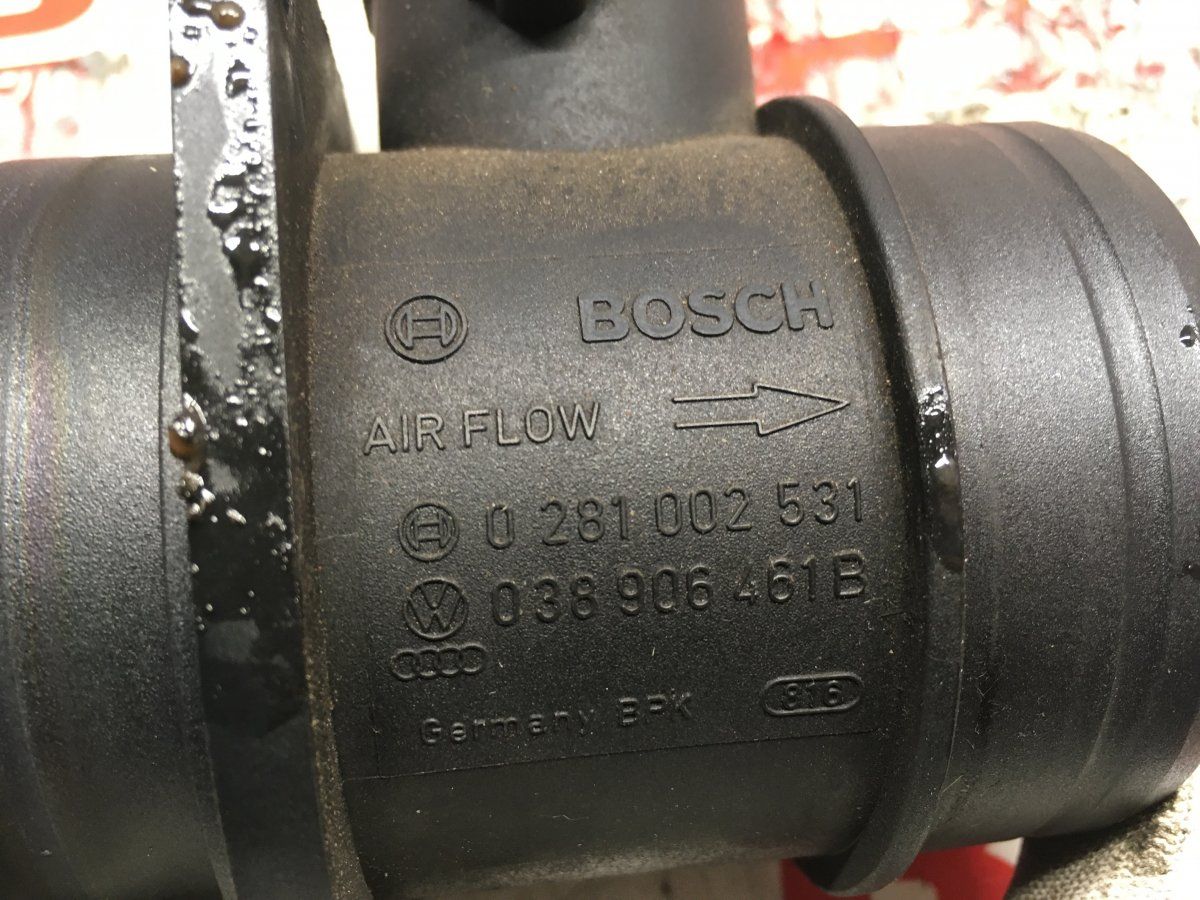 BOSCH
AIR FLOW
0 281 002 531
038 906 461 B
Germany BPK 816